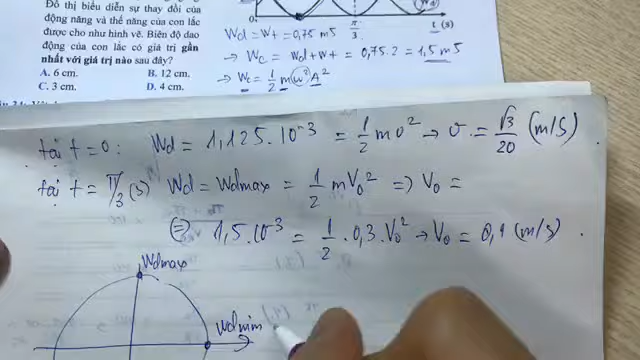 Đồ thị biểu diễn sự thay đổi của
động năng và thế năng của con lắc
được cho như hình vẽ. Biên độ dao
động của con lắc có giá trị gần
nhất với giá trị nào sau đây?
A. 6 cm. B. 12 cm.
C. 3 cm. D. 4 cm.
0 π/3 t (s)
Wđ = Wt = 0,75 mJ
→ Wc = Wđ + Wt = 0,75.2 = 1,5 mJ
→ Wc = 1/2 mω²A²
tại t=0: Wđ = 1,125.10⁻³ = 1/2 mv² → v = √3/20 (m/s)
tại t = π/3 (s) Wđ = Wđmax = 1/2 mV₀² => V₀ =
(=) 1,5.10⁻³ = 1/2 . 0,3. V₀² → V₀ = 0,1 (m/s).
Wđmax
Wđmin